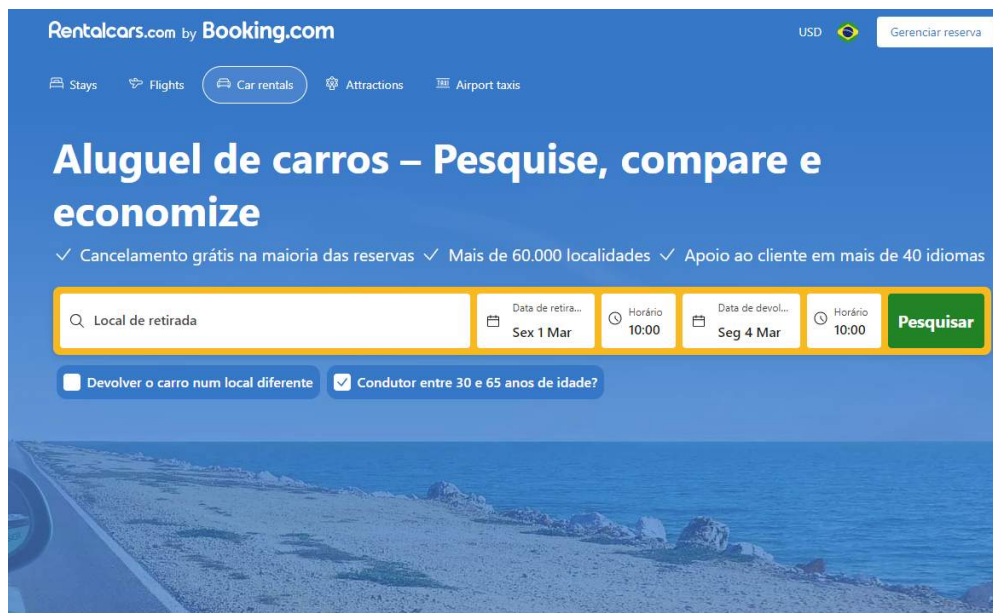 Rentalcars.com by Booking.com
USD
Gerenciar reserva
Stays
Flights
Car rentals
Attractions
Airport taxis
Aluguel de carros – Pesquise, compare e
economize
Cancelamento grátis na maioria das reservas
Mais de 60.000 localidades
Apoio ao cliente em mais de 40 idiomas
Local de retirada
Data de retira...
Sex 1 Mar
Horário
10:00
Data de devol...
Seg 4 Mar
Horário
10:00
Pesquisar
Devolver o carro num local diferente
Condutor entre 30 e 65 anos de idade?